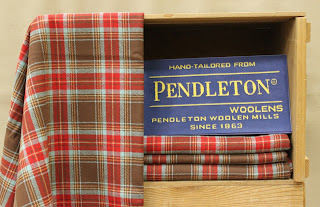 HAND-TAILORED FROM
PENDLETON®
WOOLENS
PENDLETON WOOLEN MILLS
SINCE 1863